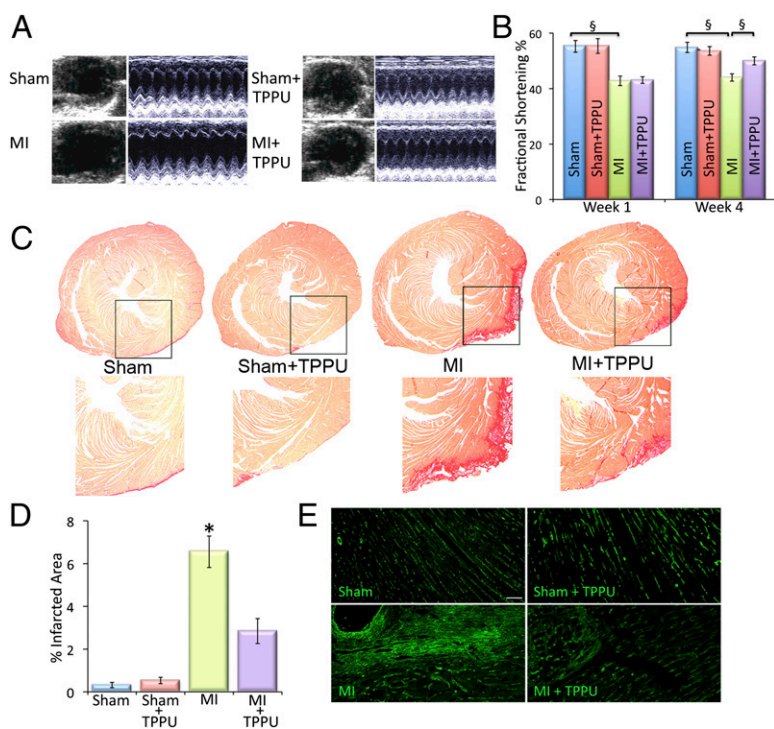 A
Sham
Sham+
TPPU
MI
MI+
TPPU
B
§
§
§
Fractional Shortening %
60
40
20
0
Sham
Sham+TPPU
MI
MI+TPPU
Sham
Sham+TPPU
MI
MI+TPPU
Week 1
Week 4
C
Sham
Sham+TPPU
MI
MI+TPPU
D
% Infarcted Area
8
6
4
2
0
*
Sham
Sham
+
TPPU
MI
MI
+
TPPU
E
Sham
Sham + TPPU
MI
MI + TPPU